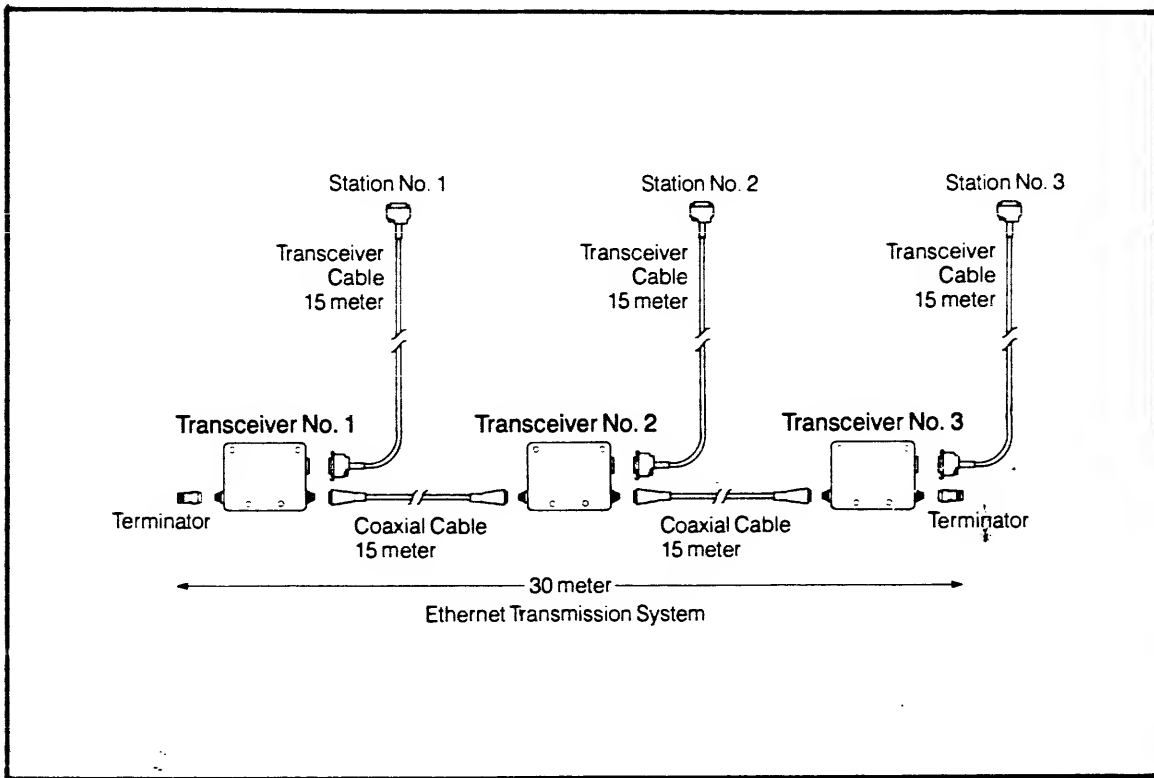 Station No. 1
Station No. 2
Station No. 3
Transceiver
Cable
15 meter
Transceiver
Cable
15 meter
Transceiver
Cable
15 meter
Transceiver No. 1
Transceiver No. 2
Transceiver No. 3
Terminator
Coaxial Cable
15 meter
Coaxial Cable
15 meter
Terminator
30 meter
Ethernet Transmission System